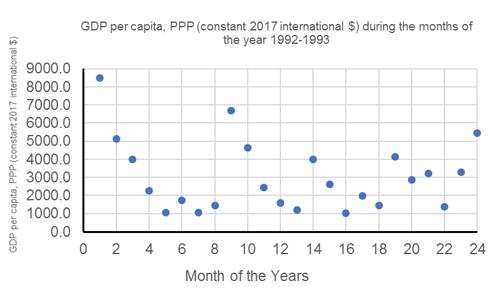 GDP per capita, PPP (constant 2017 international $) during the months of
the year 1992-1993
GDP per capita, PPP (constant 2017 international $)
9000.0
8000.0
7000.0
6000.0
5000.0
4000.0
3000.0
2000.0
1000.0
0.0
0 2 4 6 8 10 12 14 16 18 20 22 24
Month of the Years